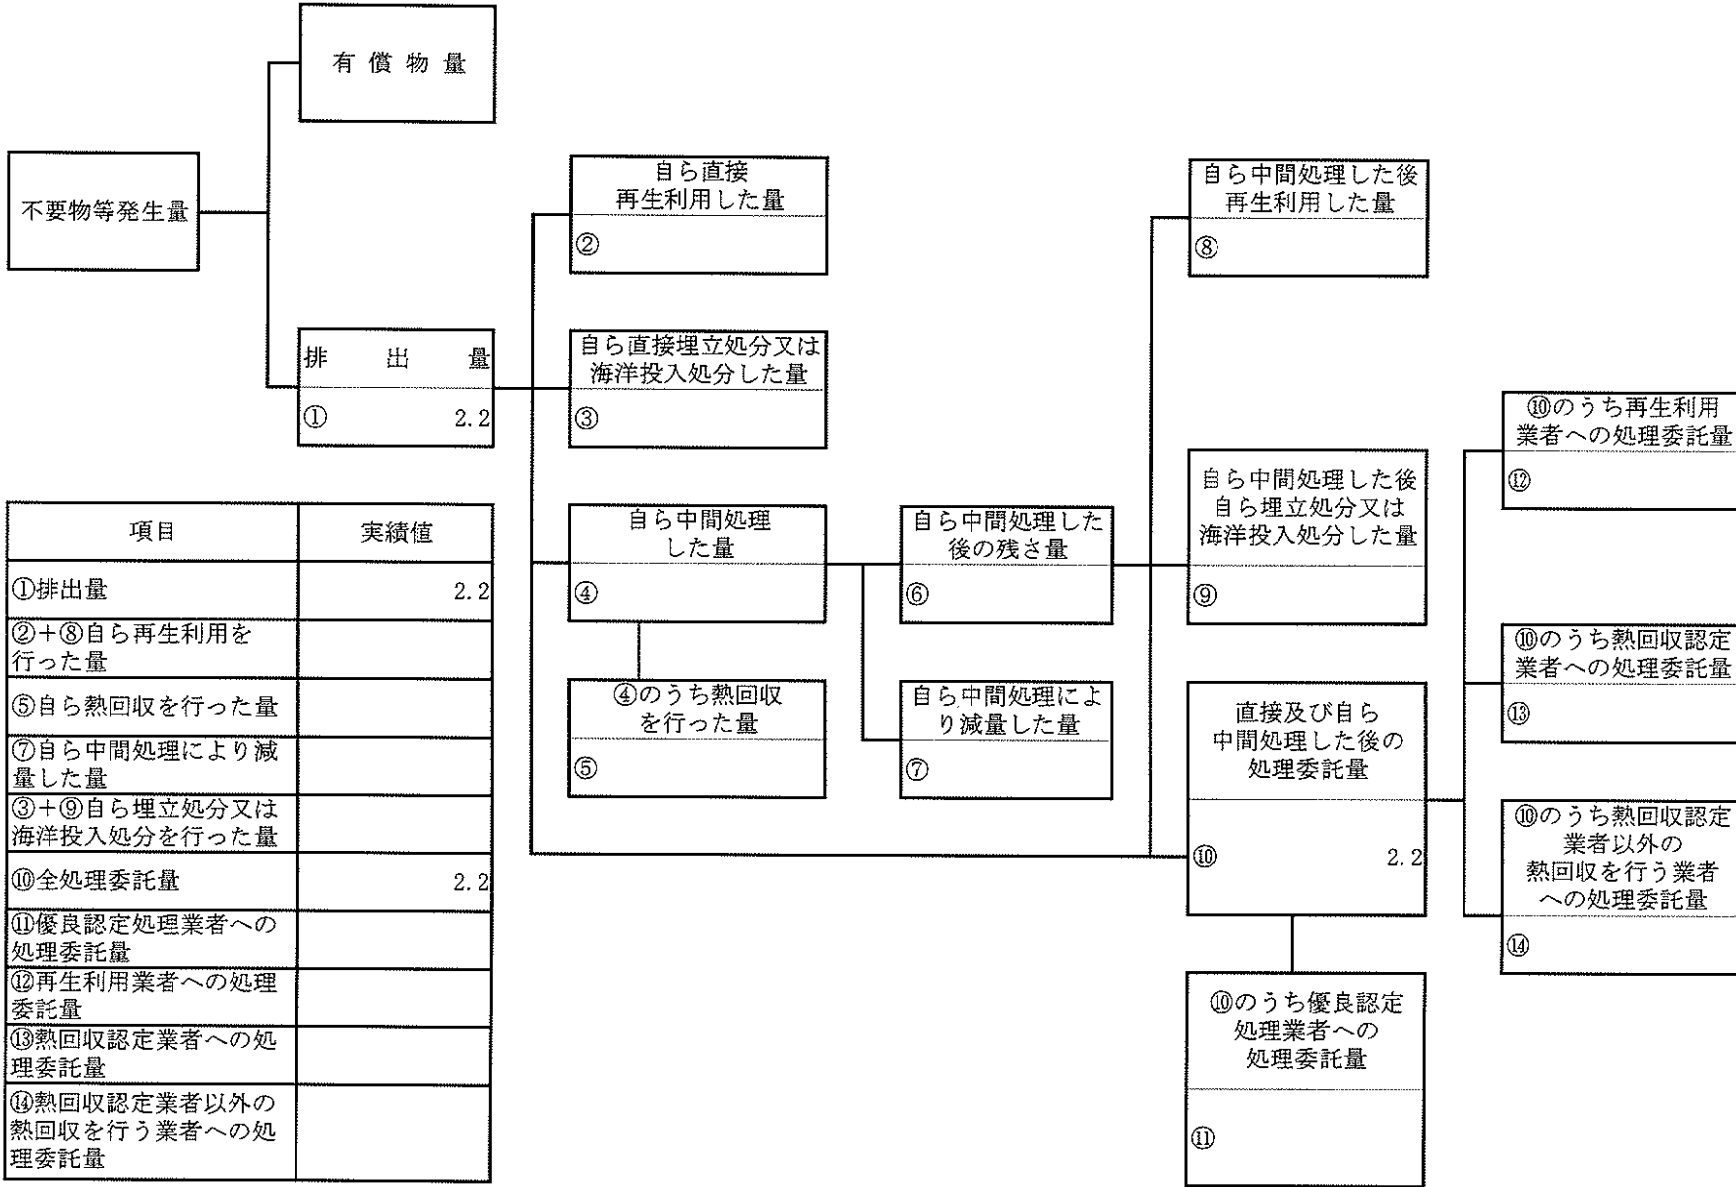 有償物量
不要物等発生量
排出量
① 2.2
自ら直接
再生利用した量
②
自ら直接埋立処分又は
海洋投入処分した量
③
自ら中間処理
した量
④
④のうち熱回収
を行った量
⑤
自ら中間処理した
後の残さ量
⑥
自ら中間処理によ
り減量した量
⑦
自ら中間処理した後
再生利用した量
⑧
自ら中間処理した後
自ら埋立処分又は
海洋投入処分した量
⑨
直接及び自ら
中間処理した後の
処理委託量
⑩ 2.2
⑩のうち優良認定
処理業者への
処理委託量
⑪
⑩のうち再生利用
業者への処理委託量
⑫
⑩のうち熱回収認定
業者への処理委託量
⑬
⑩のうち熱回収認定
業者以外の
熱回収を行う業者
への処理委託量
⑭
項目 実績値
①排出量 2.2
②+⑧自ら再生利用を
行った量
⑤自ら熱回収を行った量
⑦自ら中間処理により減
量した量
③+⑨自ら埋立処分又は
海洋投入処分を行った量
⑩全処理委託量 2.2
⑪優良認定処理業者への
処理委託量
⑫再生利用業者への処理
委託量
⑬熱回収認定業者への処
理委託量
⑭熱回収認定業者以外の
熱回収を行う業者への処
理委託量